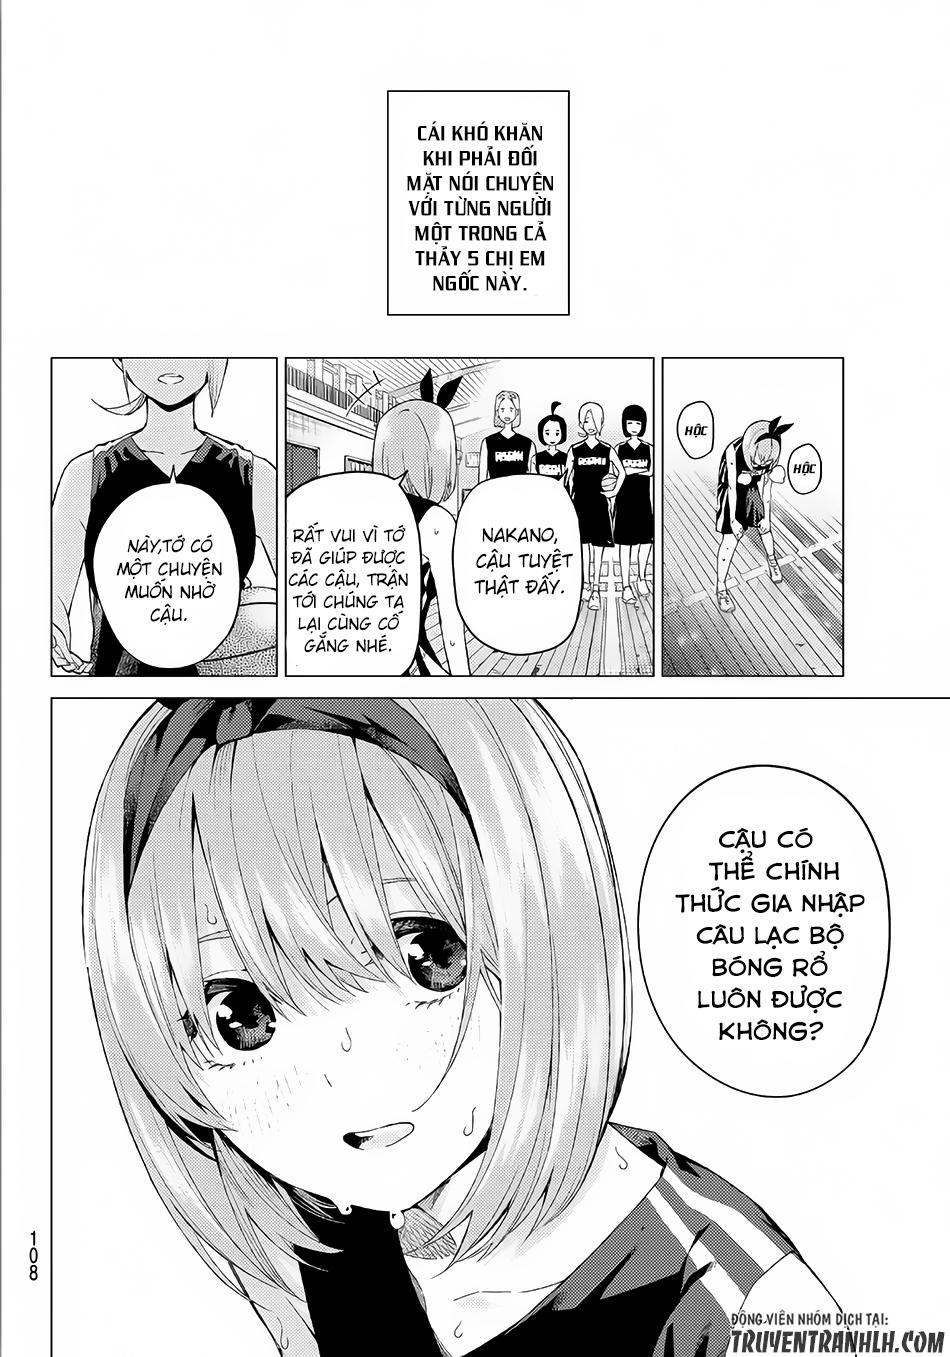 CÁI KHÓ KHĂN
KHI PHẢI ĐỐI
MẶT NÓI CHUYỆN
VỚI TỪNG NGƯỜI
MỘT TRONG CẢ
THẢY 5 CHỊ EM
NGỐC NÀY.
HỘC
HỘC
NAKANO,
CẬU TUYỆT
THẬT ĐẤY.
RẤT VUI VÌ TỚ
ĐÃ GIÚP ĐƯỢC
CÁC CẬU, TRẬN
TỚI CHÚNG TA
LẠI CÙNG CỐ
GẮNG NHÉ.
NÀY,TỚ CÓ
MỘT CHUYỆN
MUỐN NHỜ
CẬU.
CẬU CÓ
THỂ CHÍNH
THỨC GIA NHẬP
CÂU LẠC BỘ
BÓNG RỔ
LUÔN ĐƯỢC
KHÔNG?
108
ĐỘNG VIÊN NHÓM DỊCH TẠI:
TRUYENTRANHLH.COM